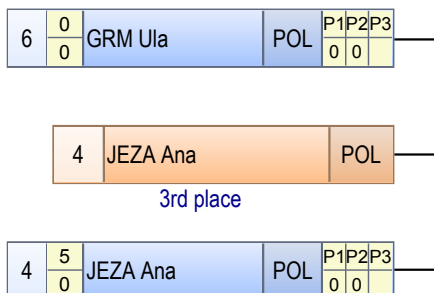 6 0 0 GRM Ula POL P1 P2 P3 0 0
4 JEZA Ana POL
3rd place
4 5 0 JEZA Ana POL P1 P2 P3 0 0